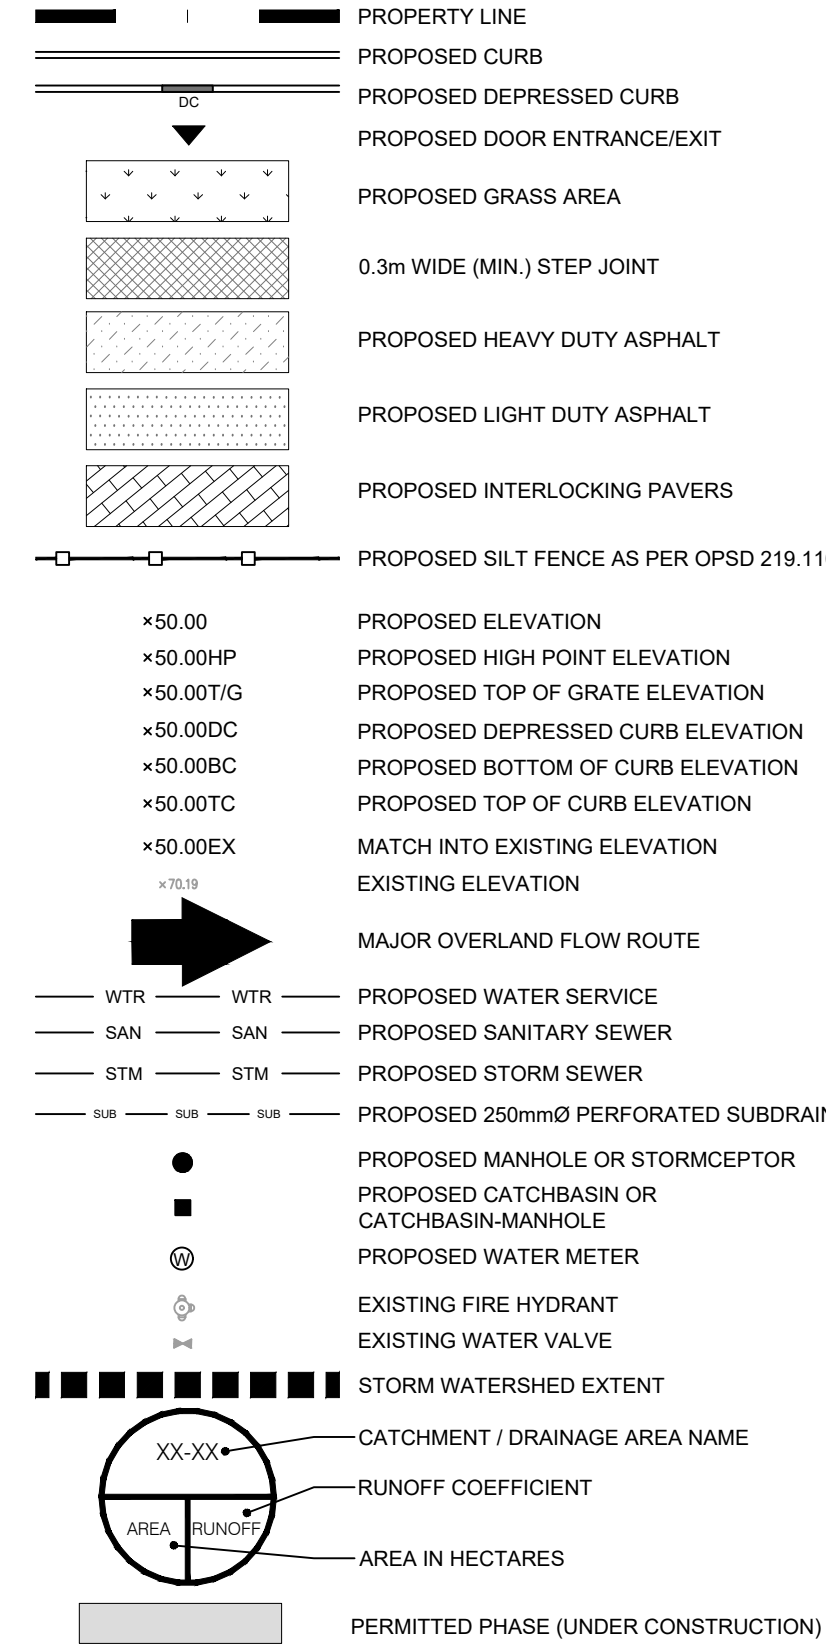 PROPERTY LINE
PROPOSED CURB
DC
PROPOSED DEPRESSED CURB
PROPOSED DOOR ENTRANCE/EXIT
PROPOSED GRASS AREA
0.3m WIDE (MIN.) STEP JOINT
PROPOSED HEAVY DUTY ASPHALT
PROPOSED LIGHT DUTY ASPHALT
PROPOSED INTERLOCKING PAVERS
PROPOSED SILT FENCE AS PER OPSD
×50.00 PROPOSED ELEVATION
×50.00HP PROPOSED HIGH POINT ELEVATION
×50.00T/G PROPOSED TOP OF GRATE ELEVATION
×50.00DC PROPOSED DEPRESSED CURB ELEVATION
×50.00BC PROPOSED BOTTOM OF CURB ELEVATION
×50.00TC PROPOSED TOP OF CURB ELEVATION
×50.00EX MATCH INTO EXISTING ELEVATION
×70.19 EXISTING ELEVATION
MAJOR OVERLAND FLOW ROUTE
WTR WTR PROPOSED WATER SERVICE
SAN SAN PROPOSED SANITARY SEWER
STM STM PROPOSED STORM SEWER
SUB SUB SUB PROPOSED 250mmØ PERFORATED SUBDRAIN
PROPOSED MANHOLE OR STORMCEPTOR
PROPOSED CATCHBASIN OR
CATCHBASIN-MANHOLE
W PROPOSED WATER METER
EXISTING FIRE HYDRANT
EXISTING WATER VALVE
STORM WATERSHED EXTENT
XX-XX CATCHMENT / DRAINAGE AREA NAME
RUNOFF COEFFICIENT
AREA RUNOFF
AREA IN HECTARES
PERMITTED PHASE (UNDER CONSTRUCTION)